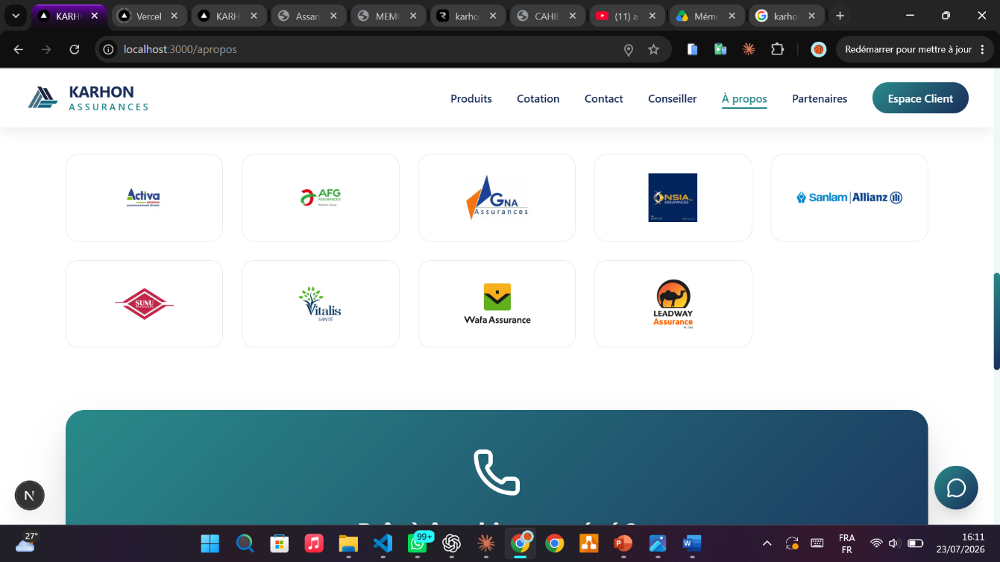 KARH
Vercel
KARH
Assan
MEMO
karho
CAHIE
(11) a
Mémo
karho
localhost:3000/apropos
Redémarrer pour mettre à jour
KARHON
ASSURANCES
Produits
Cotation
Contact
Conseiller
À propos
Partenaires
Espace Client
Activa
AFG
ASSURANCES
GNA
Assurances
NSIA
ASSURANCES
Sanlam | Allianz
SUNU
Vitalis
SANTÉ
Wafa Assurance
LEADWAY
Assurance
N
27°
99+
FRA
FR
16:11
23/07/2026